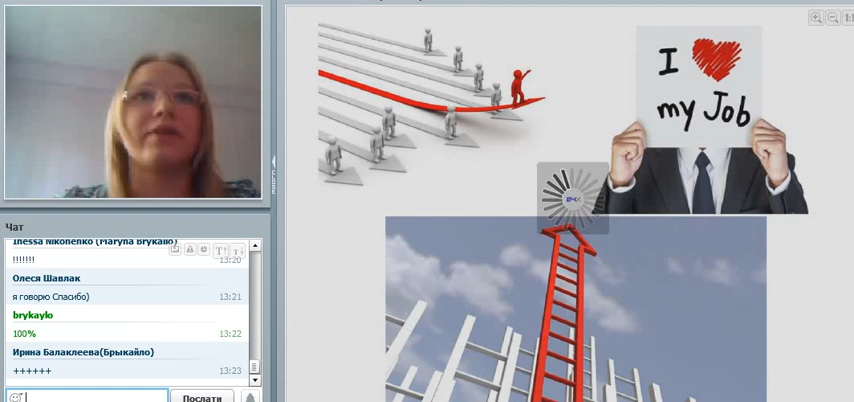 I
my Job
24%
Чат
Inessa Nikonenko (Maryna Brykailo)
!!!!!!!
13:20
Олеся Шавлак
я говорю Спасибо)
13:21
brykaylo
100%
13:22
Ирина Балаклеева(Брыкайло)
++++++
13:23
Послати